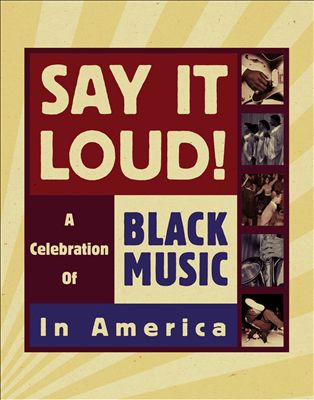 SAY IT
LOUD!
A
Celebration
Of
BLACK
MUSIC
In America